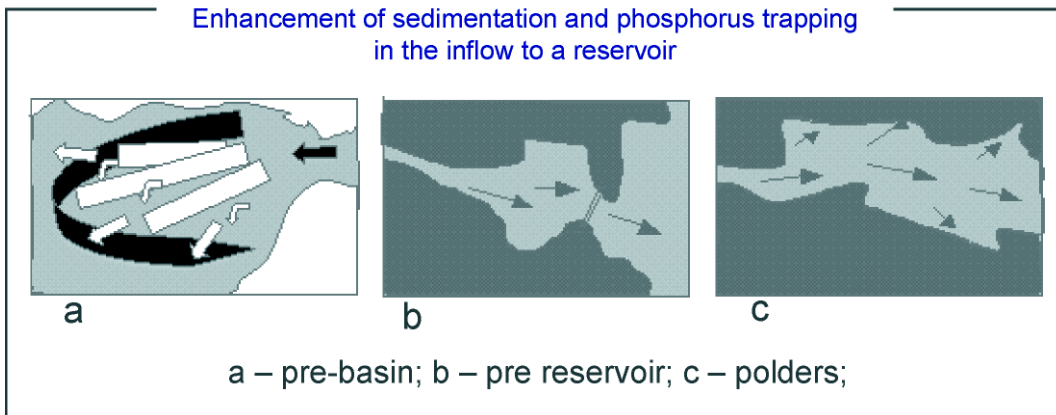 Enhancement of sedimentation and phosphorus trapping
in the inflow to a reservoir
a
b
c
a – pre-basin; b – pre reservoir; c – polders;